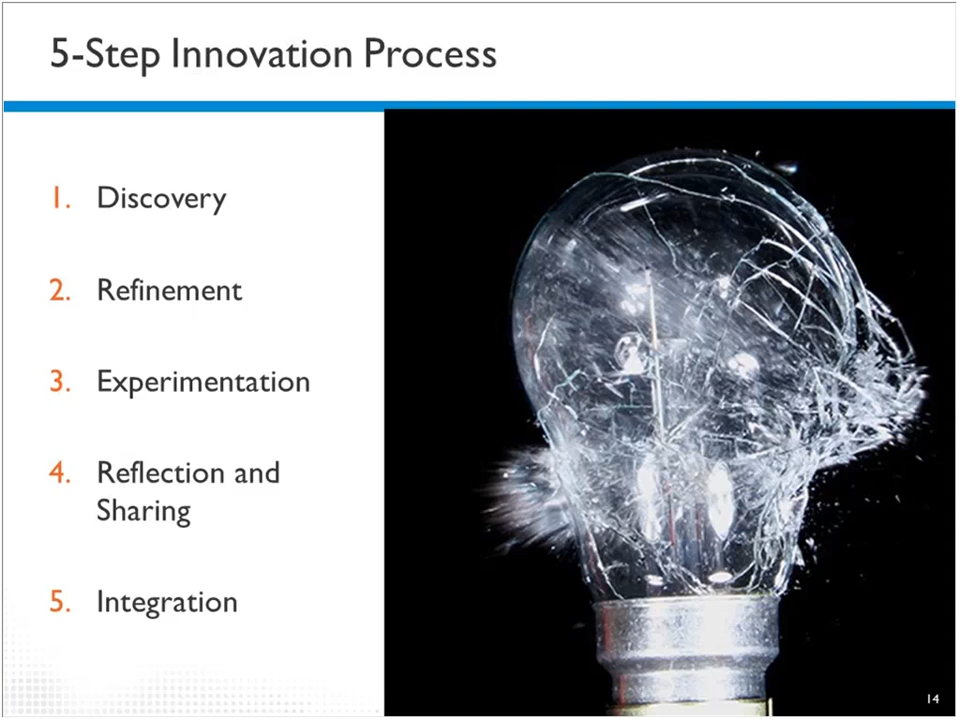 5-Step Innovation Process
1. Discovery
2. Refinement
3. Experimentation
4. Reflection and
Sharing
5. Integration
14